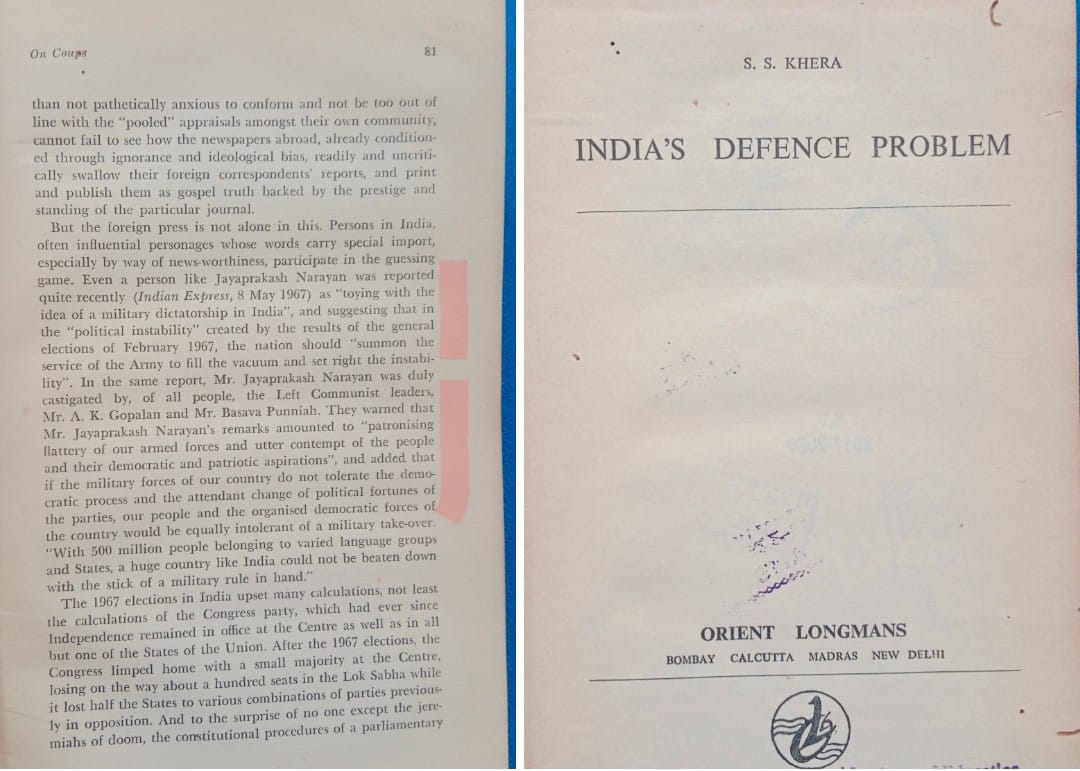 On Coups 81
than not pathetically anxious to conform and not be too out of
line with the "pooled" appraisals amongst their own community,
cannot fail to see how the newspapers abroad, already condition-
ed through ignorance and ideological bias, readily and uncriti-
cally swallow their foreign correspondents' reports, and print
and publish them as gospel truth backed by the prestige and
standing of the particular journal.
But the foreign press is not alone in this. Persons in India,
often influential personages whose words carry special import,
especially by way of news-worthiness, participate in the guessing
game. Even a person like Jayaprakash Narayan was reported
quite recently (Indian Express, 8 May 1967) as "toying with the
idea of a military dictatorship in India", and suggesting that in
the "political instability" created by the results of the general
elections of February 1967, the nation should "summon the
service of the Army to fill the vacuum and set right the instabi-
lity". In the same report, Mr. Jayaprakash Narayan was duly
castigated by, of all people, the Left Communist leaders,
Mr. A. K. Gopalan and Mr. Basava Punniah. They warned that
Mr. Jayaprakash Narayan's remarks amounted to "patronising
flattery of our armed forces and utter contempt of the people
and their democratic and patriotic aspirations", and added that
if the military forces of our country do not tolerate the demo-
cratic process and the attendant change of political fortunes of
the parties, our people and the organised democratic forces of
the country would be equally intolerant of a military take-over.
"With 500 million people belonging to varied language groups
and States, a huge country like India could not be beaten down
with the stick of a military rule in hand."
The 1967 elections in India upset many calculations, not least
the calculations of the Congress party, which had ever since
Independence remained in office at the Centre as well as in all
but one of the States of the Union. After the 1967 elections, the
Congress limped home with a small majority at the Centre,
losing on the way about a hundred seats in the Lok Sabha while
it lost half the States to various combinations of parties previous-
ly in opposition. And to the surprise of no one except the jere-
miahs of doom, the constitutional procedures of a parliamentary
S. S. KHERA
INDIA'S DEFENCE PROBLEM
ORIENT LONGMANS
BOMBAY CALCUTTA MADRAS NEW DELHI